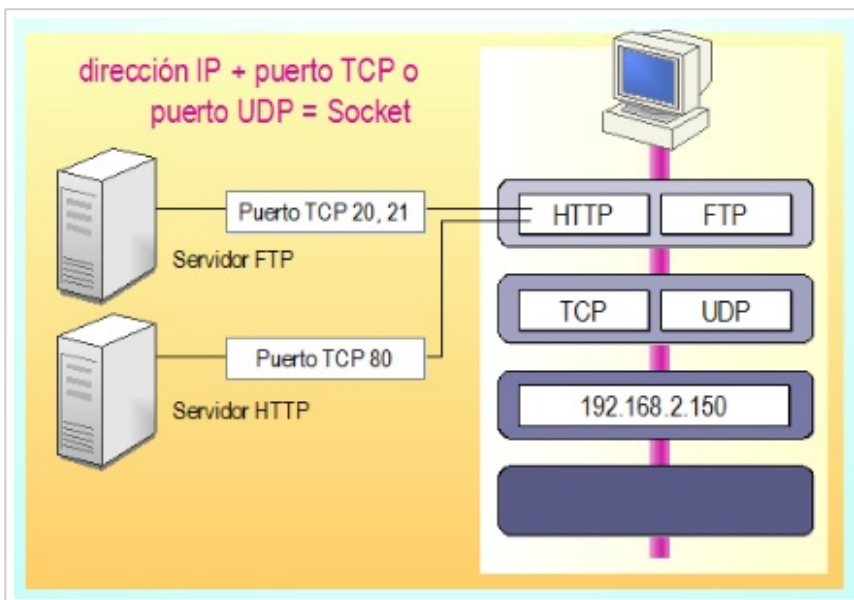 dirección IP + puerto TCP o
puerto UDP = Socket
Puerto TCP 20, 21
Servidor FTP
Puerto TCP 80
Servidor HTTP
HTTP
FTP
TCP
UDP
192.168.2.150